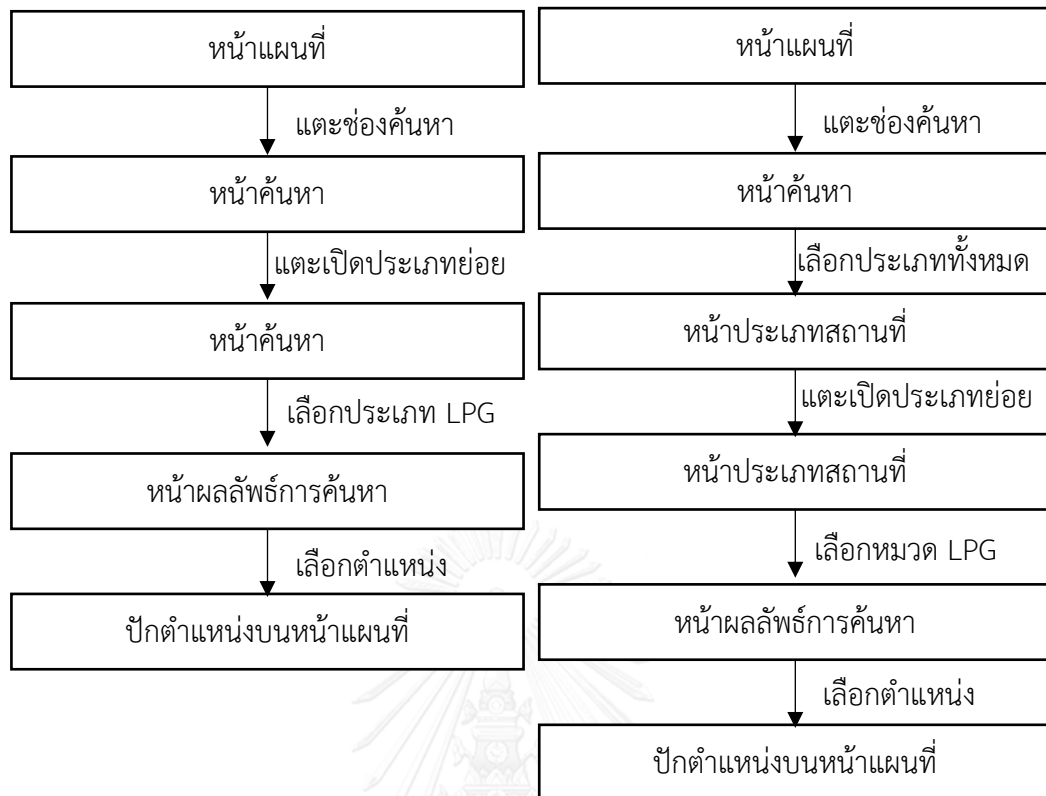 หน้าแผนที่
แตะช่องค้นหา
หน้าค้นหา
แตะเปิดประเภทย่อย
หน้าค้นหา
เลือกประเภท LPG
หน้าผลลัพธ์การค้นหา
เลือกตำแหน่ง
ปักตำแหน่งบนหน้าแผนที่
หน้าแผนที่
แตะช่องค้นหา
หน้าค้นหา
เลือกประเภททั้งหมด
หน้าประเภทสถานที่
แตะเปิดประเภทย่อย
หน้าประเภทสถานที่
เลือกหมวด LPG
หน้าผลลัพธ์การค้นหา
เลือกตำแหน่ง
ปักตำแหน่งบนหน้าแผนที่